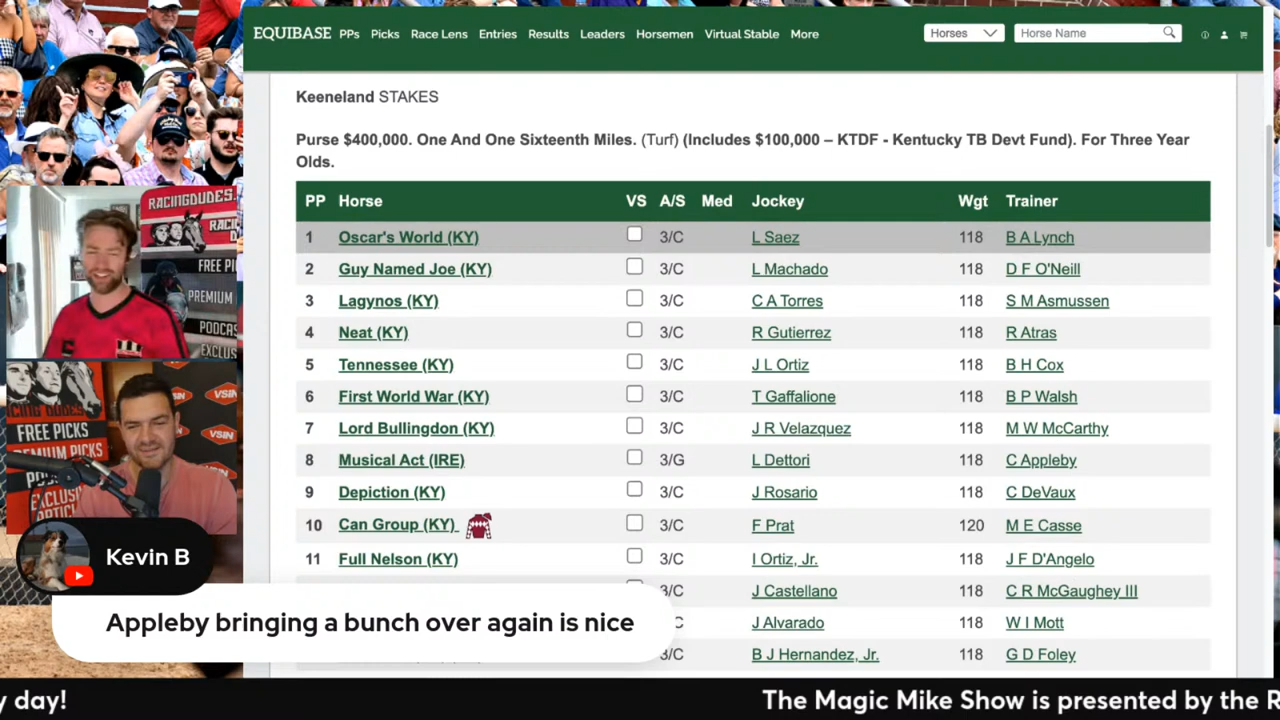 EQUIBASE PPs Picks Race Lens Entries Results Leaders Horsemen Virtual Stable More Horses Horse Name
Keeneland STAKES
Purse $400,000. One And One Sixteenth Miles. (Turf) (Includes $100,000 – KTDF - Kentucky TB Devt Fund). For Three Year
Olds.
PP Horse VS A/S Med Jockey Wgt Trainer
1 Oscar's World (KY) 3/C L Saez 118 B A Lynch
2 Guy Named Joe (KY) 3/C L Machado 118 D F O'Neill
3 Lagynos (KY) 3/C C A Torres 118 S M Asmussen
4 Neat (KY) 3/C R Gutierrez 118 R Atras
5 Tennessee (KY) 3/C J L Ortiz 118 B H Cox
6 First World War (KY) 3/C T Gaffalione 118 B P Walsh
7 Lord Bullingdon (KY) 3/C J R Velazquez 118 M W McCarthy
8 Musical Act (IRE) 3/G L Dettori 118 C Appleby
9 Depiction (KY) 3/C J Rosario 118 C DeVaux
10 Can Group (KY) 3/C F Prat 120 M E Casse
11 Full Nelson (KY) 3/C I Ortiz, Jr. 118 J F D'Angelo
3/C J Castellano 118 C R McGaughey III
C J Alvarado 118 W I Mott
3/C B J Hernandez, Jr. 118 G D Foley
RACINGDUDES.
FREE PI
PREMIUM
PODCAS
EXCLUS
VSiN
FREE PICKS
Kevin B
Appleby bringing a bunch over again is nice
y day! The Magic Mike Show is presented by the R